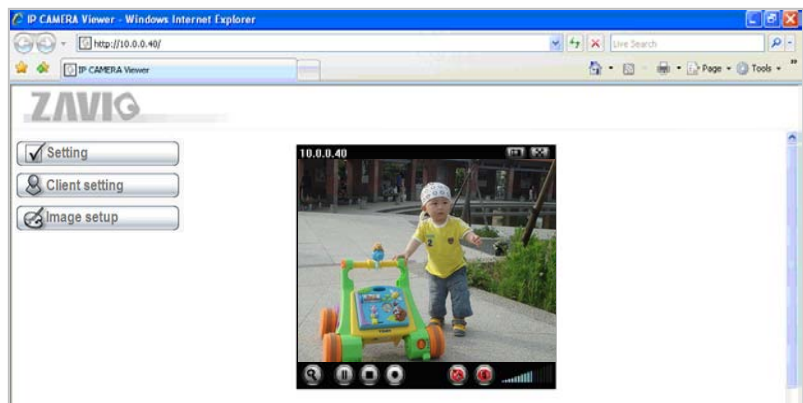 IP CAMERA Viewer - Windows Internet Explorer
http://10.0.0.40/
Live Search
IP CAMERA Viewer
Page
Tools
ZAVIO
Setting
10.0.0.40
Client setting
Image setup
2